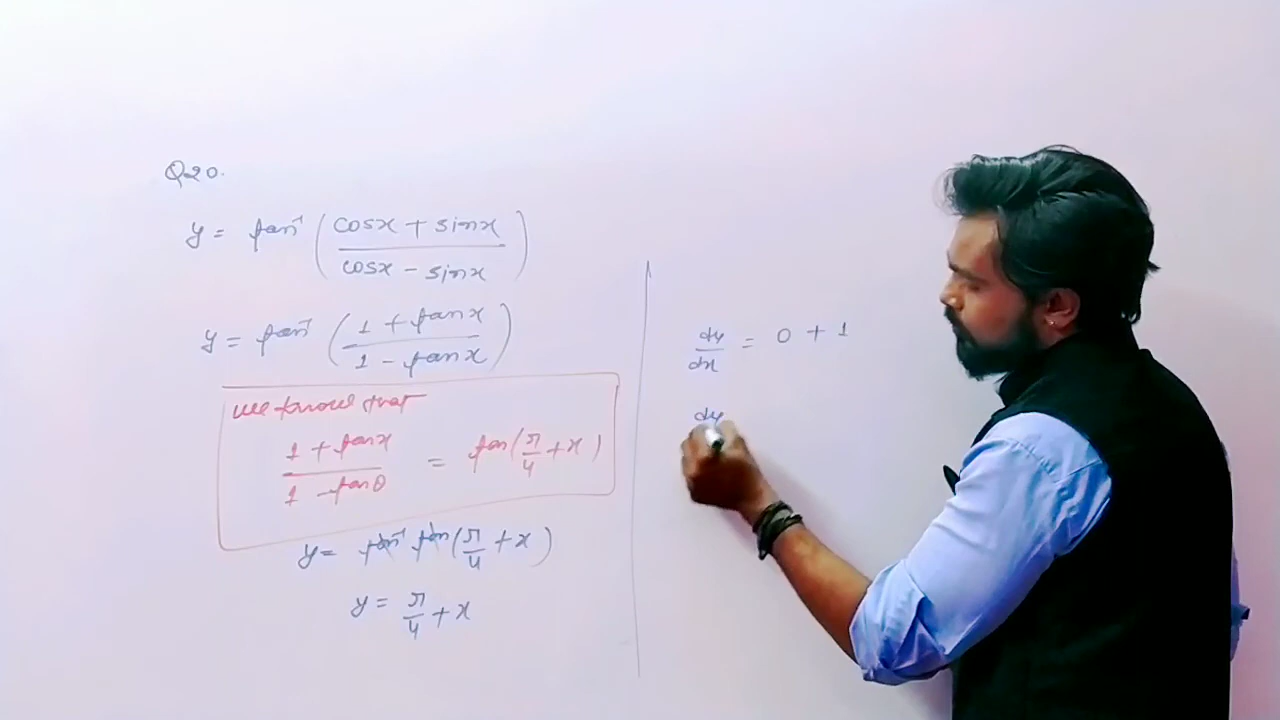 Q20.
y = tan⁻¹ ( cosx + sinx / cosx - sinx )
y = tan⁻¹ ( 1 + tanx / 1 - tanx )
we know that
1 + tanx / 1 - tanθ = tan(π/4 + x)
y = tan⁻¹ tan(π/4 + x)
y = π/4 + x
dy/dx = 0 + 1
dy